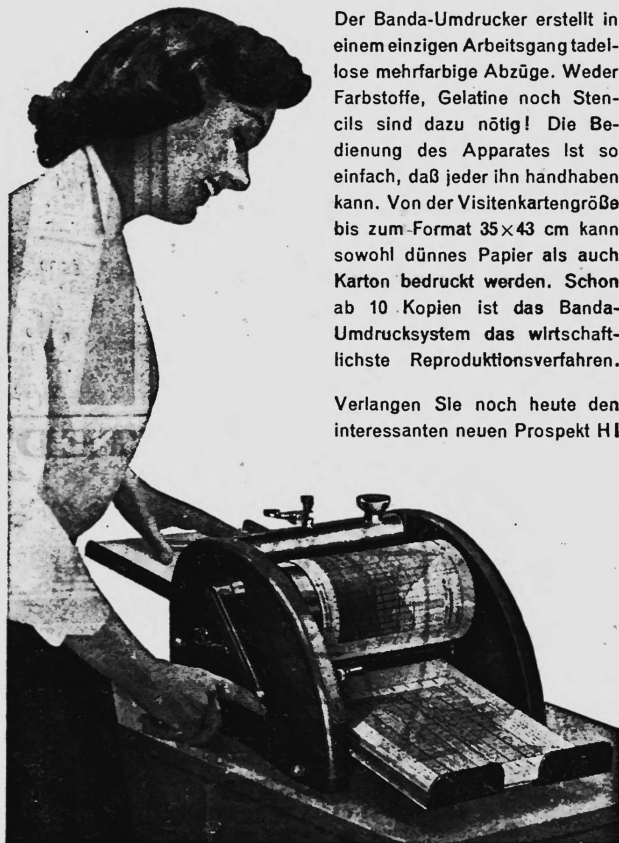 Der Banda-Umdrucker erstellt in
einem einzigen Arbeitsgang tadel-
lose mehrfarbige Abzüge. Weder
Farbstoffe, Gelatine noch Sten-
cils sind dazu nötig! Die Be-
dienung des Apparates ist so
einfach, daß jeder ihn handhaben
kann. Von der Visitenkartengröße
bis zum Format 35×43 cm kann
sowohl dünnes Papier als auch
Karton bedruckt werden. Schon
ab 10 Kopien ist das Banda-
Umdrucksystem das wirtschaft-
lichste Reproduktionsverfahren.
Verlangen Sie noch heute den
interessanten neuen Prospekt H!